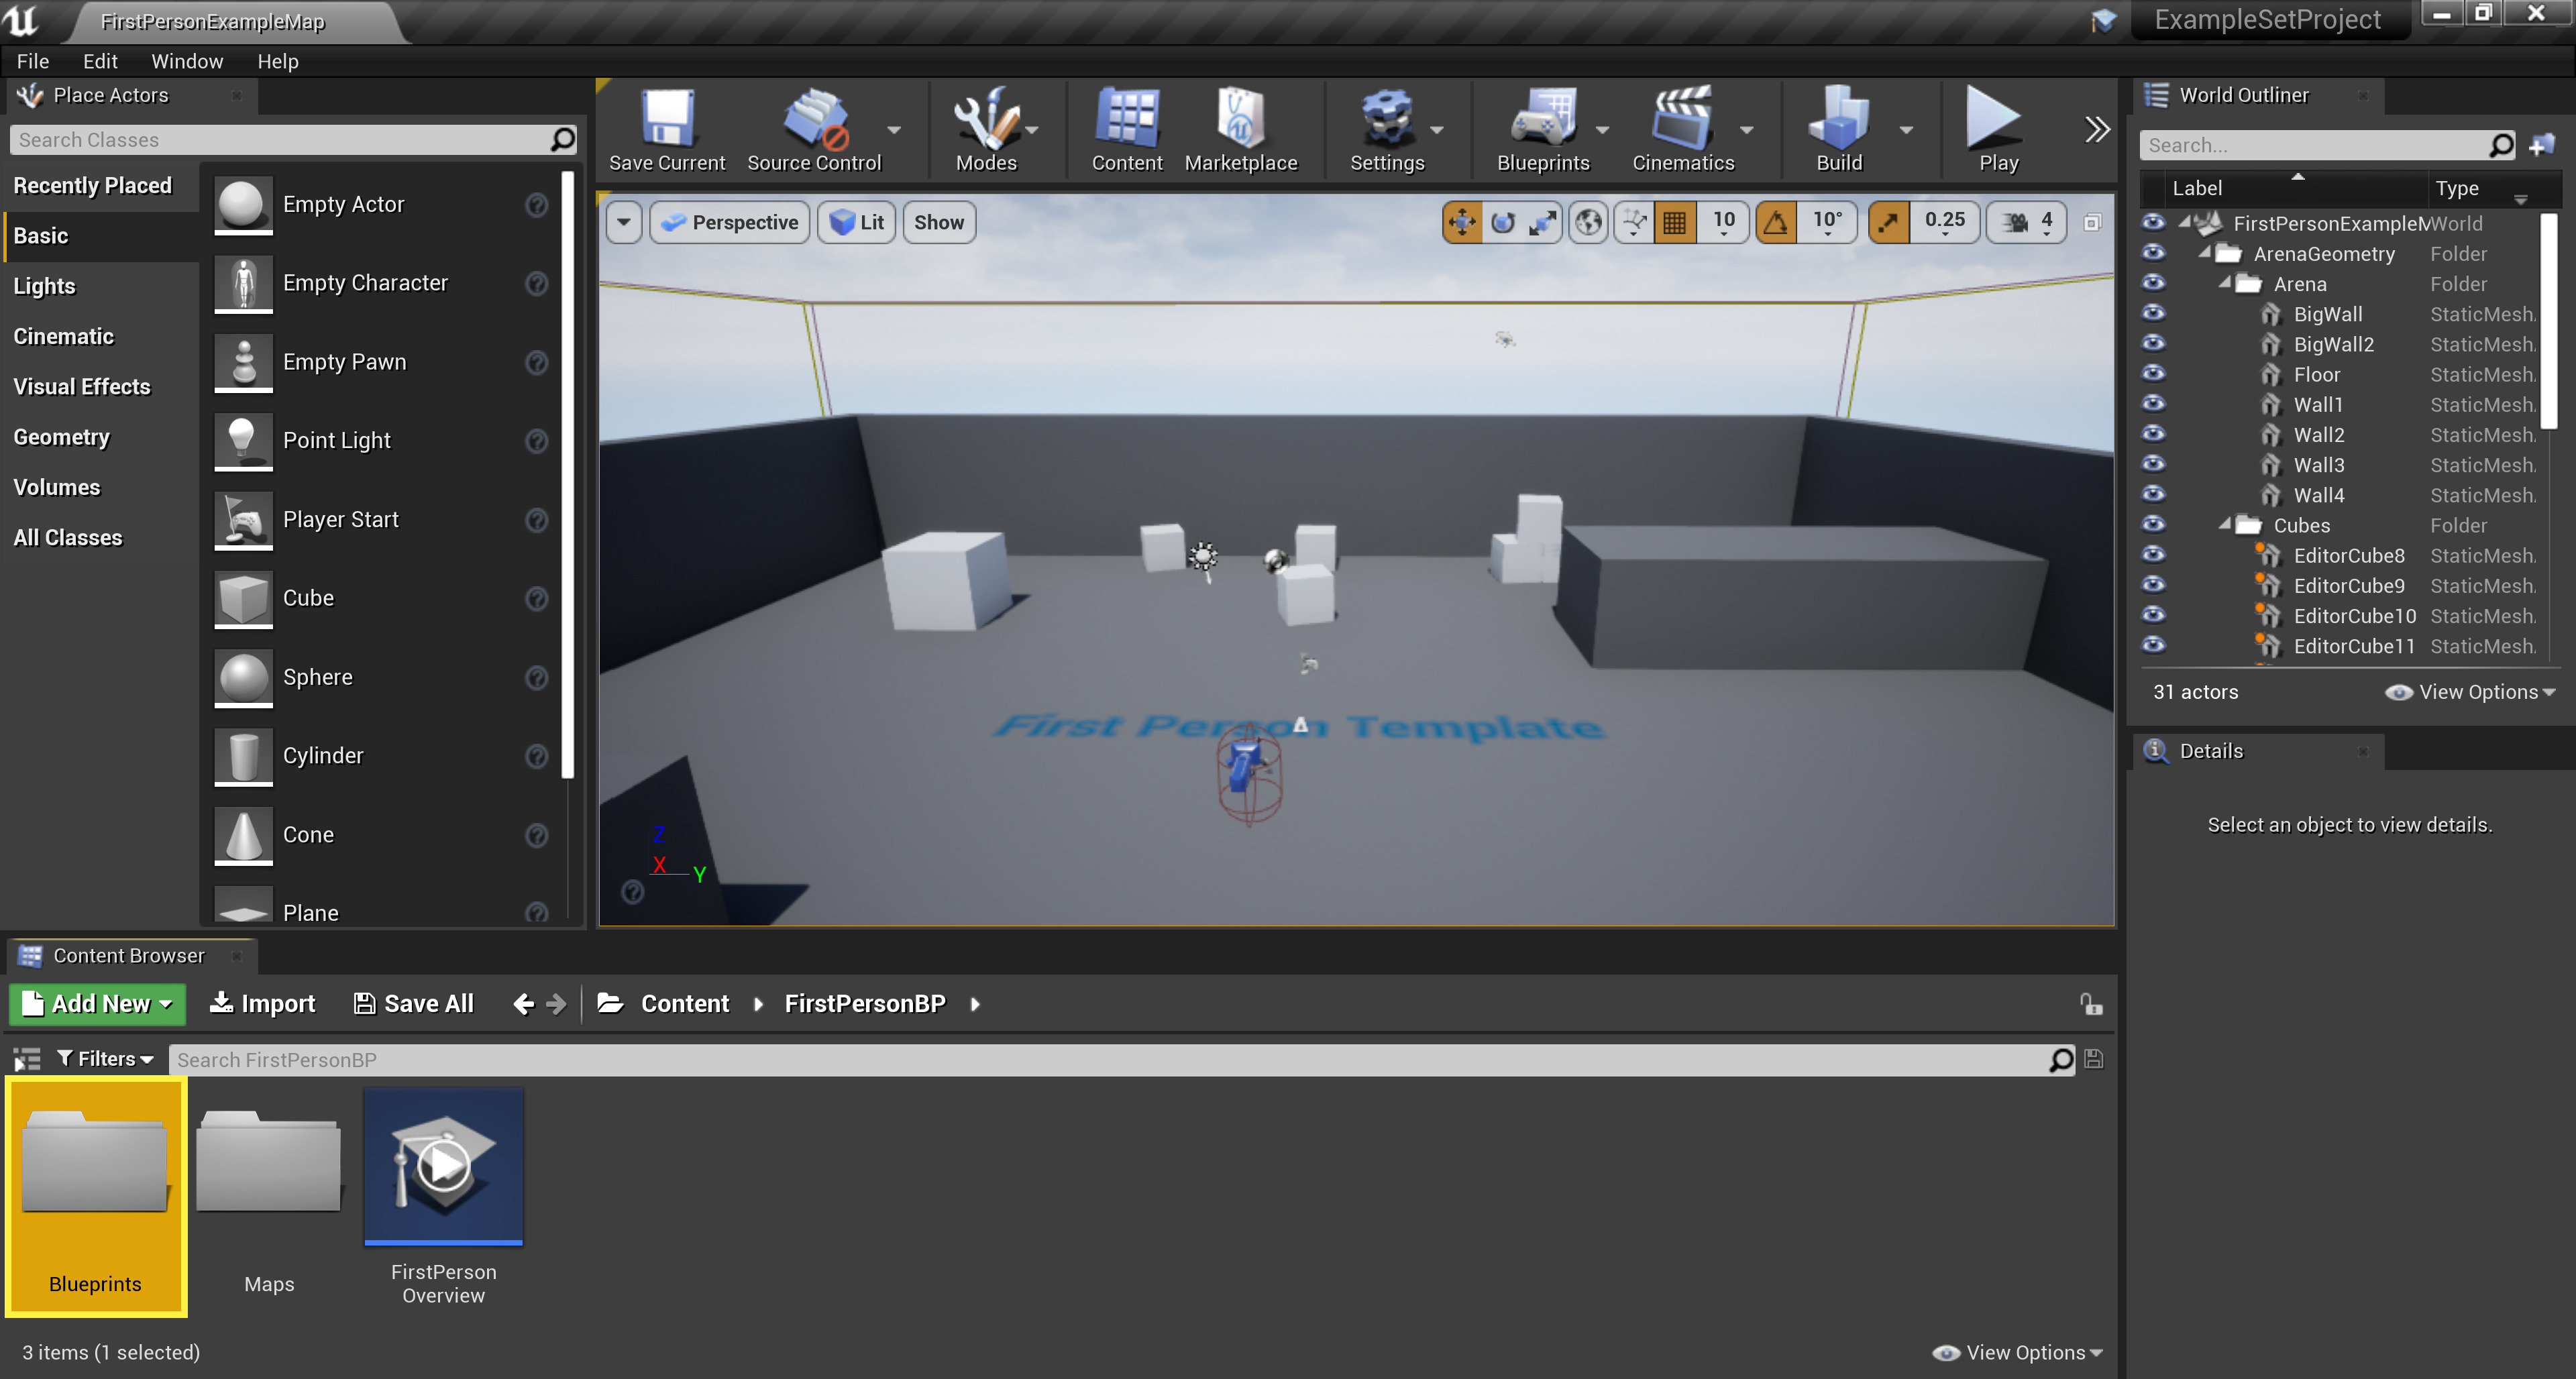 FirstPersonExampleMap
ExampleSetProject
File Edit Window Help
Place Actors
Search Classes
Recently Placed
Basic
Lights
Cinematic
Visual Effects
Geometry
Volumes
All Classes
Empty Actor
Empty Character
Empty Pawn
Point Light
Player Start
Cube
Sphere
Cylinder
Cone
Plane
Save Current Source Control Modes Content Marketplace Settings Blueprints Cinematics Build Play
Perspective Lit Show 10 10° 0.25 4
First Person Template
Z
X
Y
World Outliner
Search...
Label Type
FirstPersonExampleM World
ArenaGeometry Folder
Arena Folder
BigWall StaticMesh
BigWall2 StaticMesh
Floor StaticMesh
Wall1 StaticMesh
Wall2 StaticMesh
Wall3 StaticMesh
Wall4 StaticMesh
Cubes Folder
EditorCube8 StaticMesh
EditorCube9 StaticMesh
EditorCube10 StaticMesh
EditorCube11 StaticMesh
31 actors View Options
Details
Select an object to view details.
Content Browser
Add New Import Save All Content FirstPersonBP
Filters Search FirstPersonBP
Blueprints
Maps
FirstPerson
Overview
3 items (1 selected) View Options